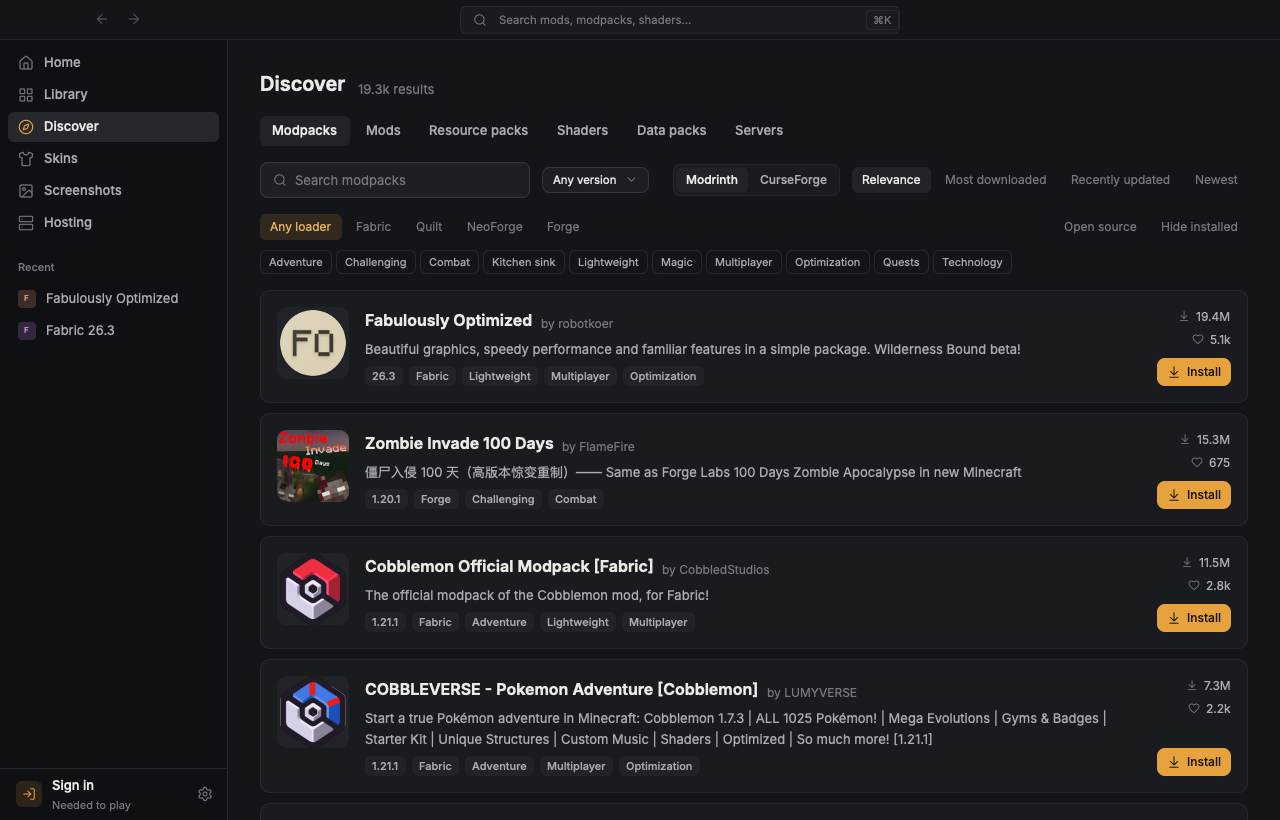 Search mods, modpacks, shaders...
⌘K
Home
Library
Discover
Skins
Screenshots
Hosting
Recent
F Fabulously Optimized
F Fabric 26.3
Sign in
Needed to play
Discover 19.3k results
Modpacks Mods Resource packs Shaders Data packs Servers
Search modpacks Any version Modrinth CurseForge Relevance Most downloaded Recently updated Newest
Any loader Fabric Quilt NeoForge Forge Open source Hide installed
Adventure Challenging Combat Kitchen sink Lightweight Magic Multiplayer Optimization Quests Technology
FO
Fabulously Optimized by robotkoer
Beautiful graphics, speedy performance and familiar features in a simple package. Wilderness Bound beta!
26.3 Fabric Lightweight Multiplayer Optimization
19.4M
5.1k
Install
Zombie
Invade
100 Days
Zombie Invade 100 Days by FlameFire
僵尸入侵 100 天（高版本惊变重制）—— Same as Forge Labs 100 Days Zombie Apocalypse in new Minecraft
1.20.1 Forge Challenging Combat
15.3M
675
Install
Cobblemon Official Modpack [Fabric] by CobbledStudios
The official modpack of the Cobblemon mod, for Fabric!
1.21.1 Fabric Adventure Lightweight Multiplayer
11.5M
2.8k
Install
COBBLEVERSE - Pokemon Adventure [Cobblemon] by LUMYVERSE
Start a true Pokémon adventure in Minecraft: Cobblemon 1.7.3 | ALL 1025 Pokémon! | Mega Evolutions | Gyms & Badges |
Starter Kit | Unique Structures | Custom Music | Shaders | Optimized | So much more! [1.21.1]
1.21.1 Fabric Adventure Multiplayer Optimization
7.3M
2.2k
Install